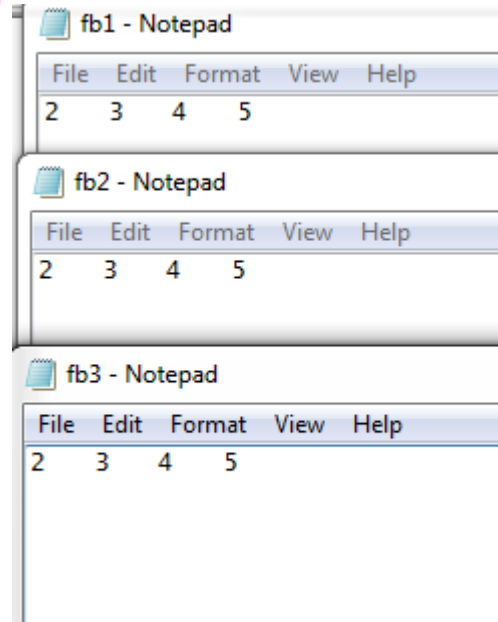 fb1 - Notepad
File Edit Format View Help
2 3 4 5
fb2 - Notepad
File Edit Format View Help
2 3 4 5
fb3 - Notepad
File Edit Format View Help
2 3 4 5